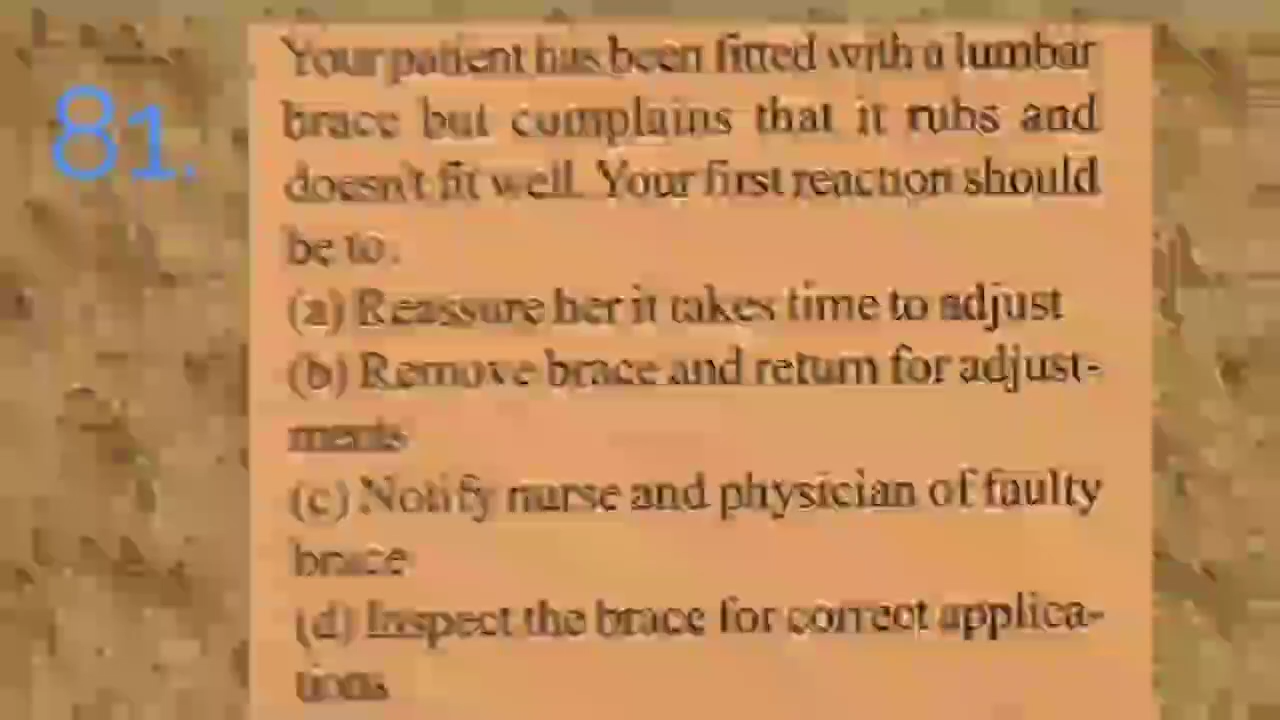 81.
Your patient has been fitted with a lumbar
brace but complains that it rubs and
doesn't fit well. Your first reaction should
be to.
(a) Reassure her it takes time to adjust
(b) Remove brace and return for adjust-
ments
(c) Notify nurse and physician of faulty
brace
(d) Inspect the brace for correct applica-
tions